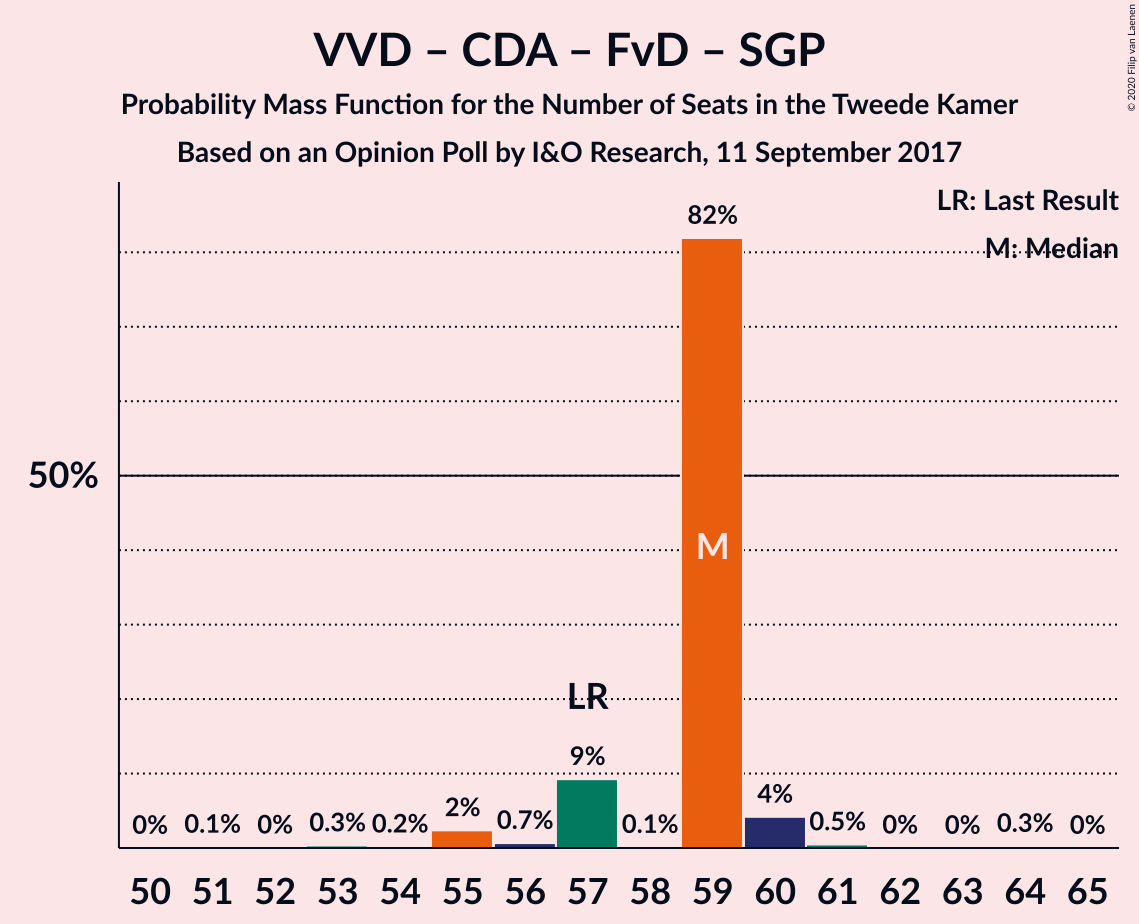 VVD – CDA – FvD – SGP
Probability Mass Function for the Number of Seats in the Tweede Kamer
Based on an Opinion Poll by I&O Research, 11 September 2017
© 2020 Filip van Laenen
LR: Last Result
M: Median
82%
50%
M
LR
9%
0% 0.1% 0% 0.3% 0.2% 2% 0.7% 0.1% 4% 0.5% 0% 0% 0.3% 0%
50 51 52 53 54 55 56 57 58 59 60 61 62 63 64 65